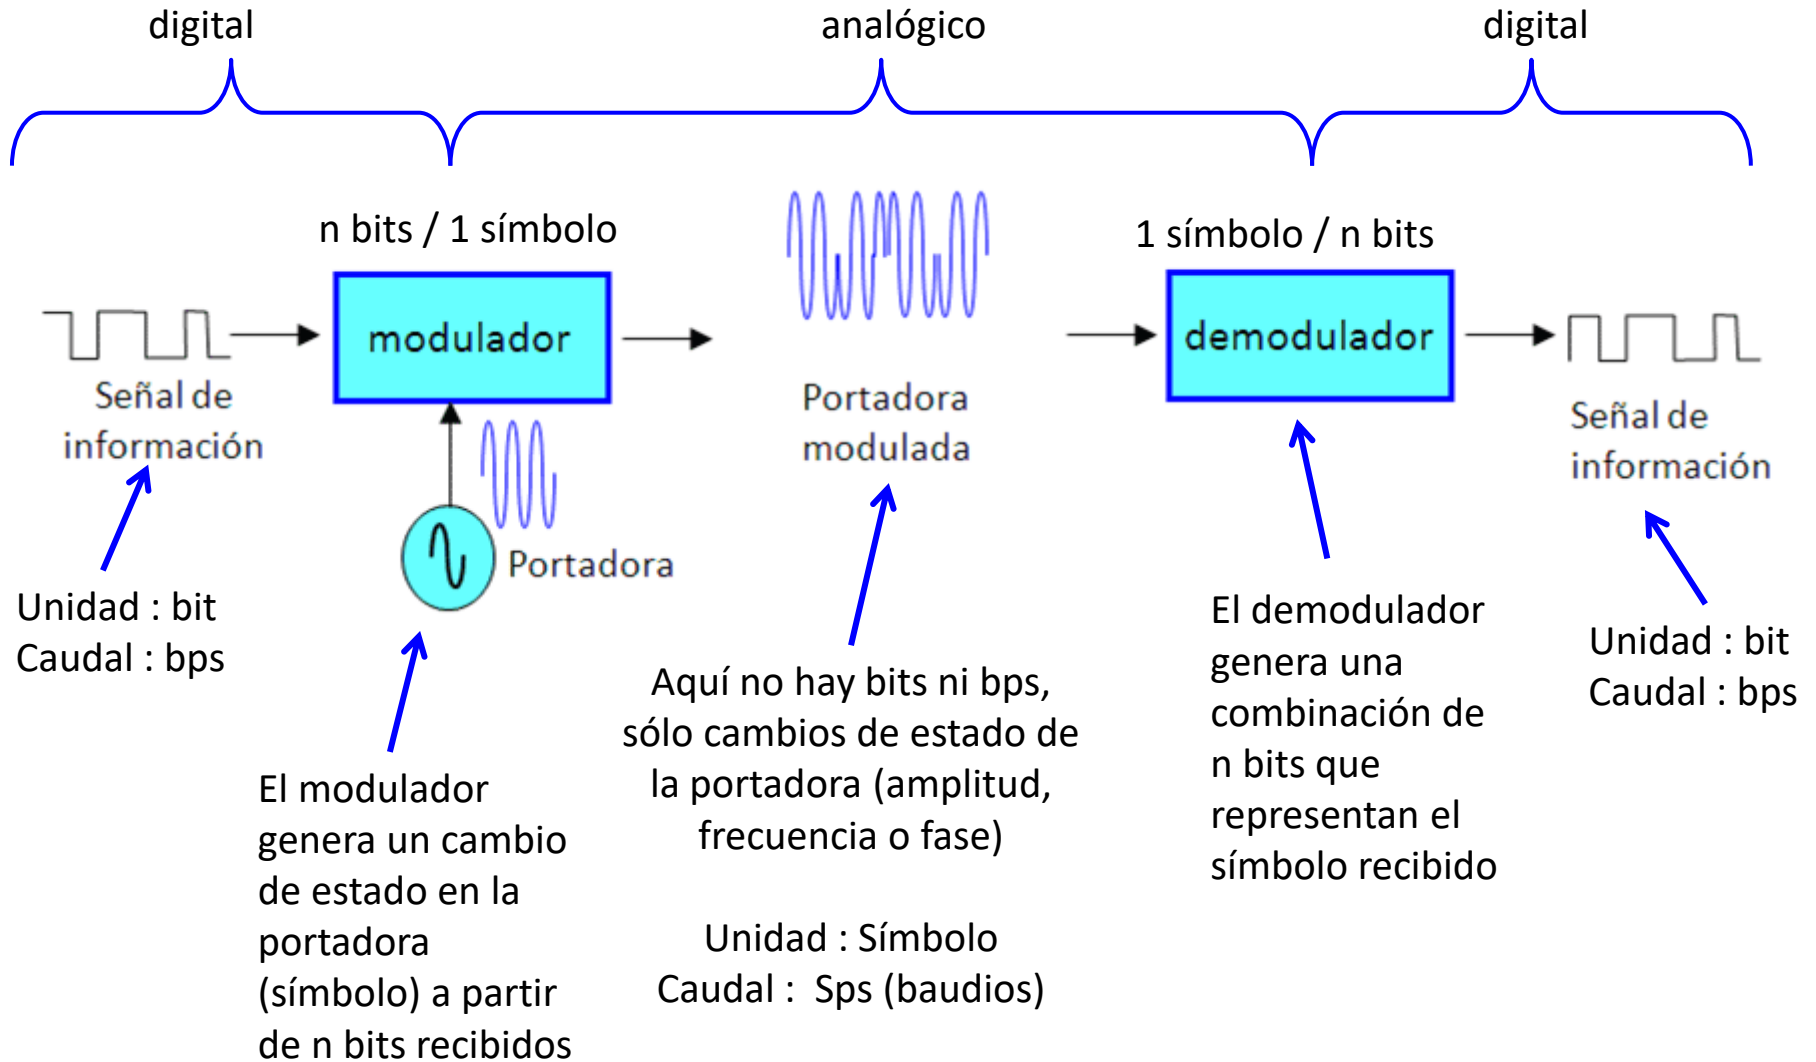 digital
analógico
digital
n bits / 1 símbolo
1 símbolo / n bits
modulador
demodulador
Señal de
información
Portadora
modulada
Señal de
información
Portadora
Unidad : bit
Caudal : bps
El modulador
genera un cambio
de estado en la
portadora
(símbolo) a partir
de n bits recibidos
Aquí no hay bits ni bps,
sólo cambios de estado de
la portadora (amplitud,
frecuencia o fase)
Unidad : Símbolo
Caudal :  Sps (baudios)
El demodulador
genera una
combinación de
n bits que
representan el
símbolo recibido
Unidad : bit
Caudal : bps